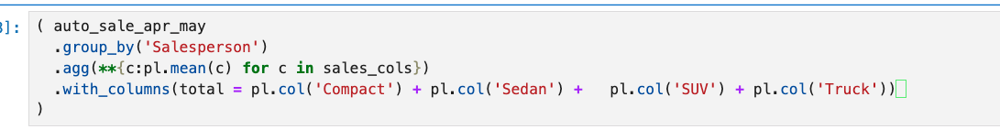 ]: ( auto_sale_apr_may
.group_by('Salesperson')
.agg(**{c:pl.mean(c) for c in sales_cols})
.with_columns(total = pl.col('Compact') + pl.col('Sedan') +   pl.col('SUV') + pl.col('Truck'))
)